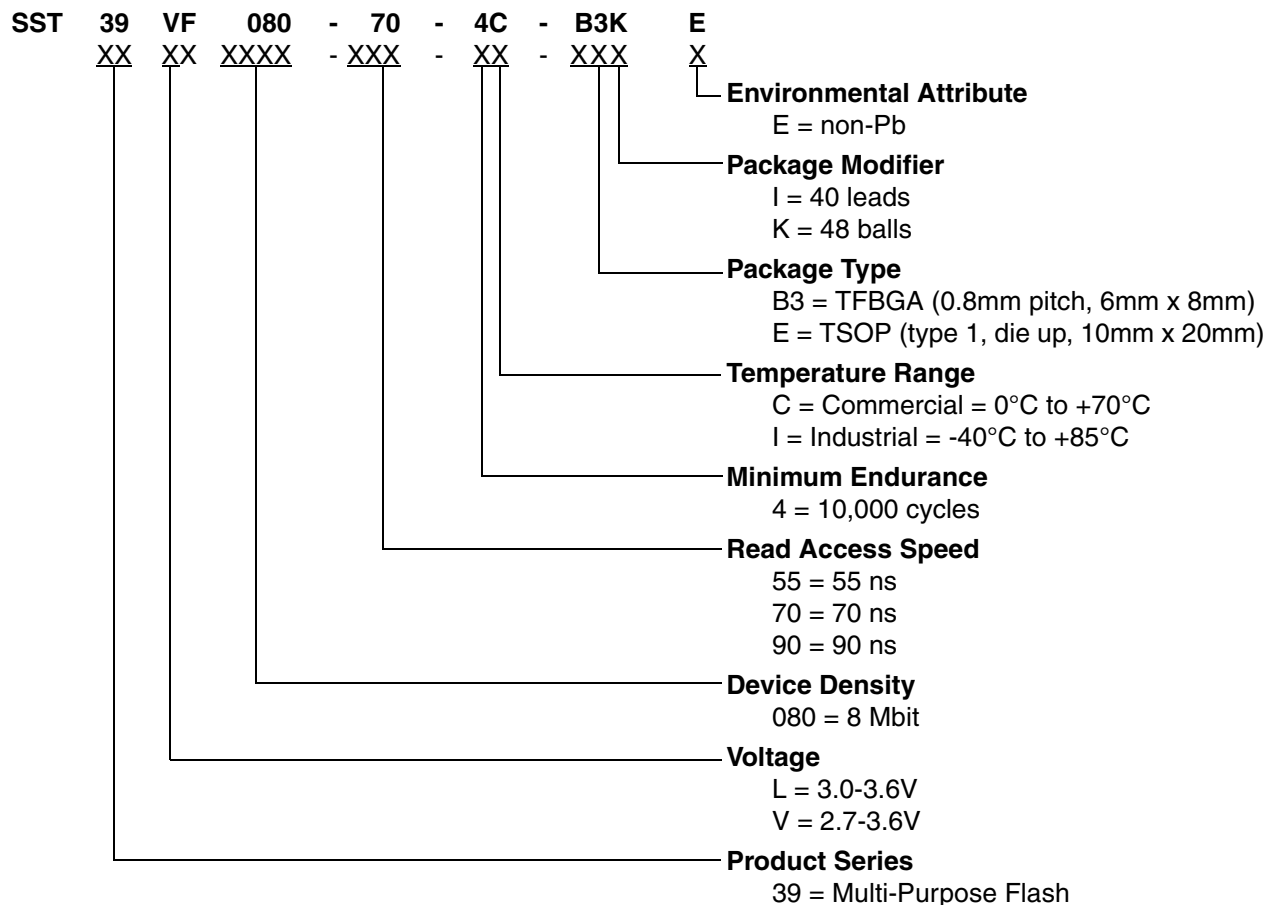 SST 39 VF 080 - 70 - 4C - B3K E
XX XX XXXX - XXX - XX - XXX X
Environmental Attribute
E = non-Pb
Package Modifier
I = 40 leads
K = 48 balls
Package Type
B3 = TFBGA (0.8mm pitch, 6mm x 8mm)
E = TSOP (type 1, die up, 10mm x 20mm)
Temperature Range
C = Commercial = 0°C to +70°C
I = Industrial = -40°C to +85°C
Minimum Endurance
4 = 10,000 cycles
Read Access Speed
55 = 55 ns
70 = 70 ns
90 = 90 ns
Device Density
080 = 8 Mbit
Voltage
L = 3.0-3.6V
V = 2.7-3.6V
Product Series
39 = Multi-Purpose Flash